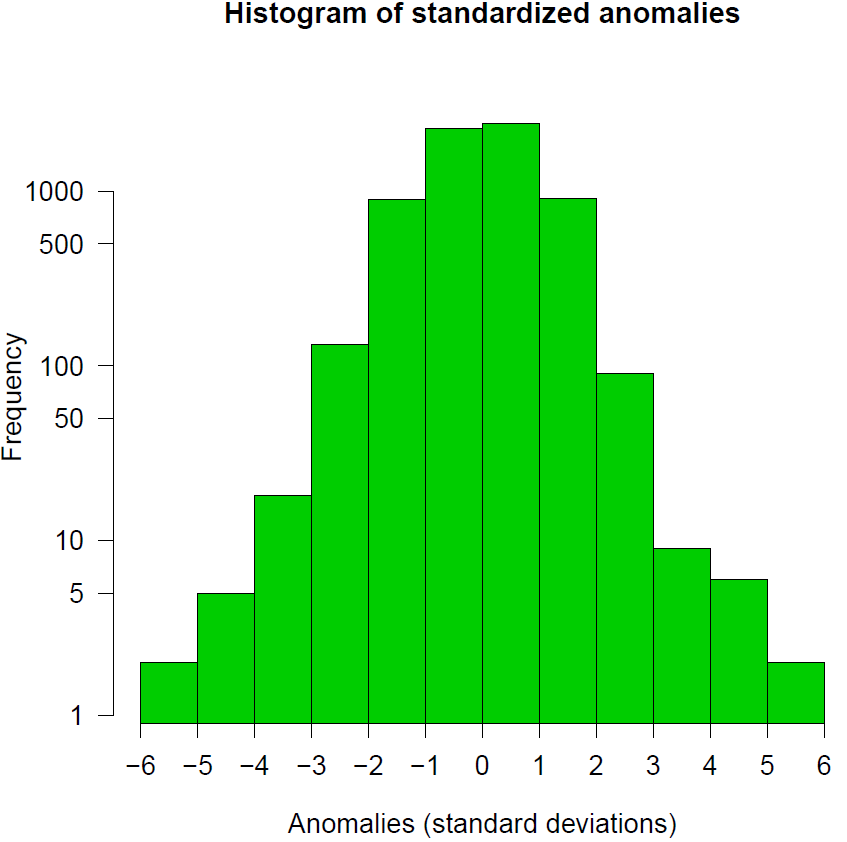 Histogram of standardized anomalies
Frequency
1000
500
100
50
10
5
1
−6 −5 −4 −3 −2 −1 0 1 2 3 4 5 6
Anomalies (standard deviations)